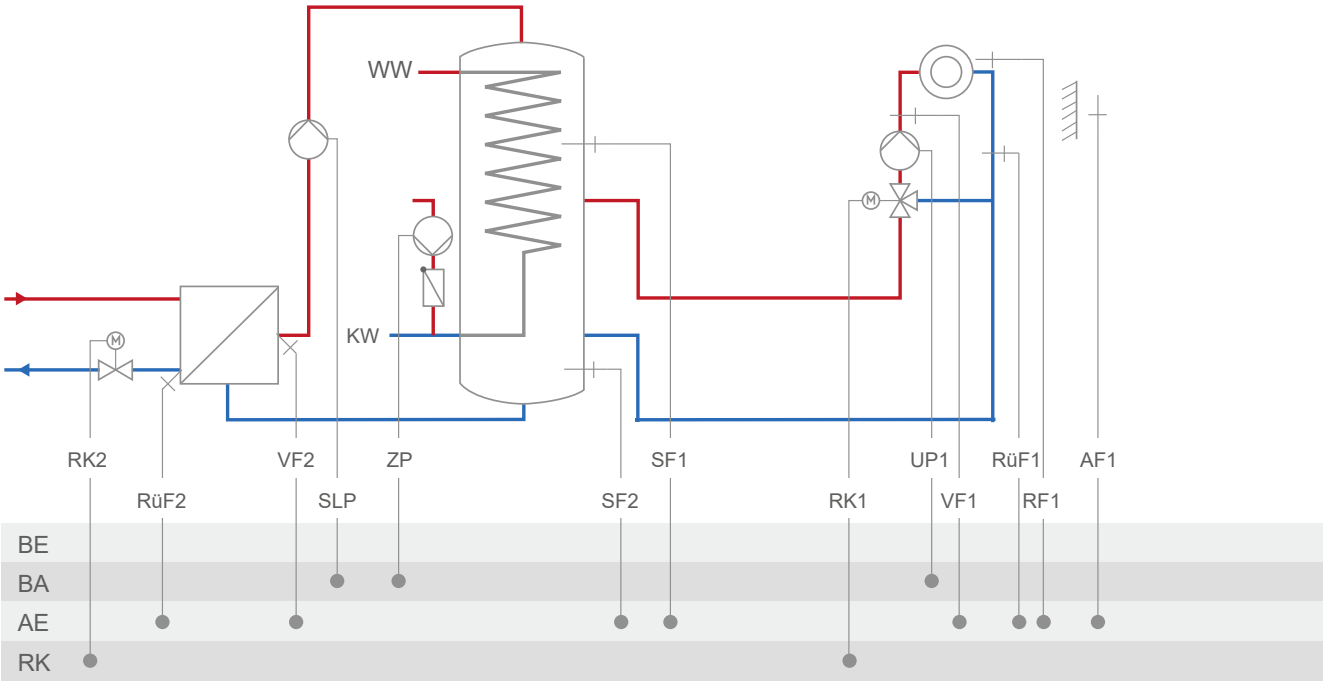 WW
M
KW
M
RK2 VF2 ZP SF1 UP1 RüF1 AF1
RüF2 SLP SF2 RK1 VF1 RF1
BE
BA
AE
RK